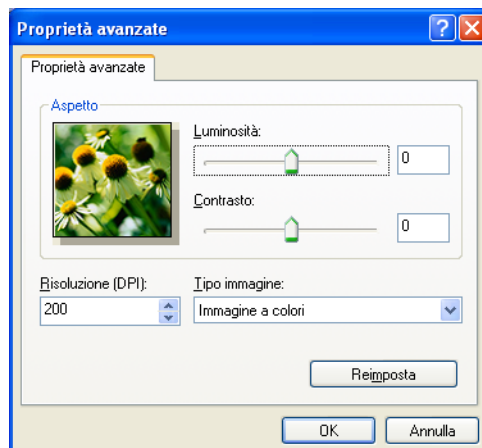 Proprietà avanzate
Proprietà avanzate
Aspetto
Luminosità:
0
Contrasto:
0
Risoluzione (DPI): Tipo immagine:
200 Immagine a colori
Reimposta
OK Annulla